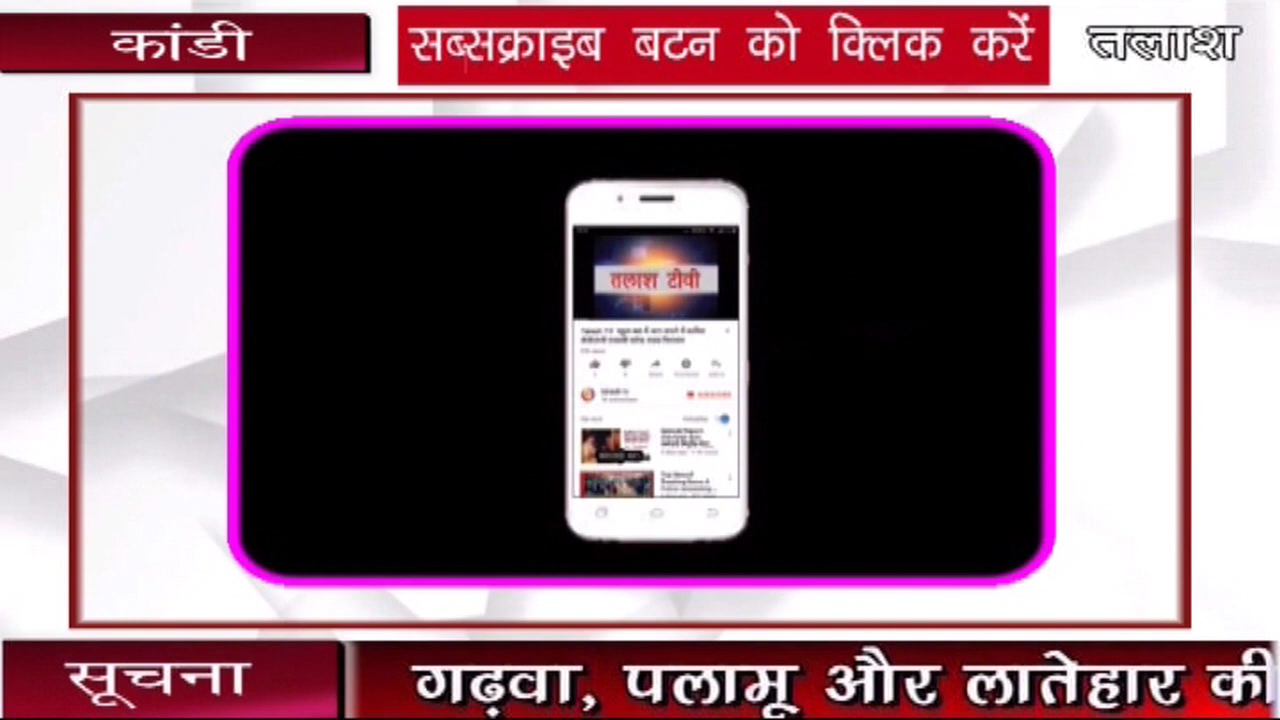 कांडी
सब्सक्राइब बटन को क्लिक करें
तलाश
तलाश टीवी
सूचना
गढ़वा, पलामू और लातेहार की